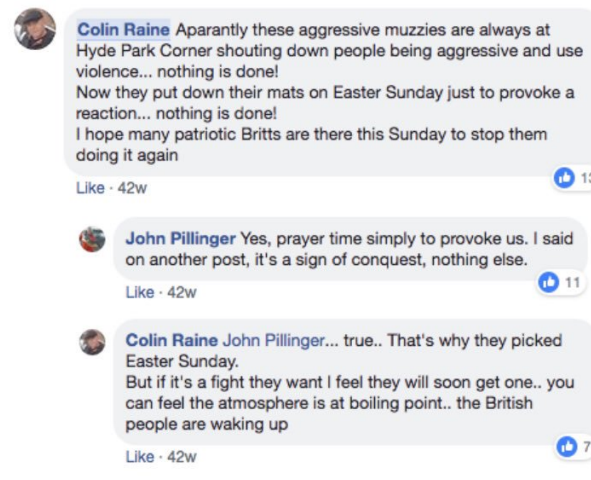 Colin Raine Aparantly these aggressive muzzies are always at
Hyde Park Corner shouting down people being aggressive and use
violence... nothing is done!
Now they put down their mats on Easter Sunday just to provoke a
reaction... nothing is done!
I hope many patriotic Britts are there this Sunday to stop them
doing it again
Like · 42w
John Pillinger Yes, prayer time simply to provoke us. I said
on another post, it's a sign of conquest, nothing else.
11
Like · 42w
Colin Raine John Pillinger... true.. That's why they picked
Easter Sunday.
But if it's a fight they want I feel they will soon get one.. you
can feel the atmosphere is at boiling point.. the British
people are waking up
7
Like · 42w